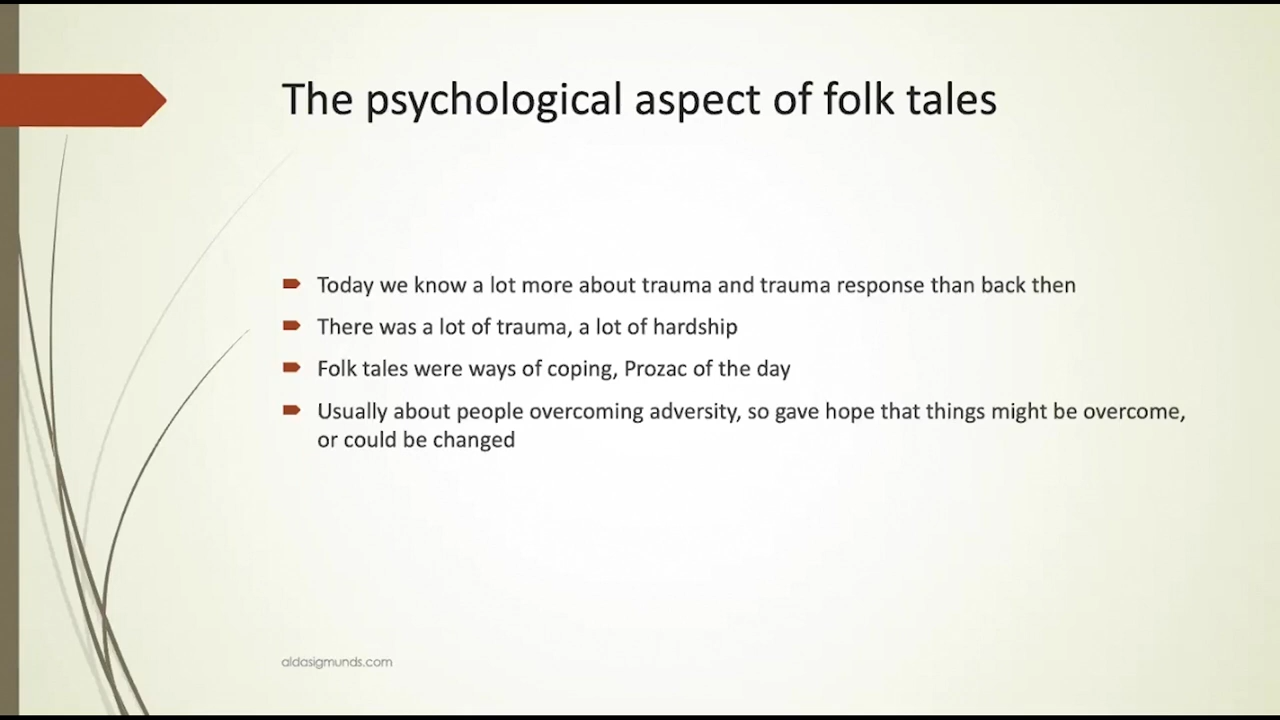 The psychological aspect of folk tales
Today we know a lot more about trauma and trauma response than back then
There was a lot of trauma, a lot of hardship
Folk tales were ways of coping, Prozac of the day
Usually about people overcoming adversity, so gave hope that things might be overcome,
or could be changed
aldasigmunds.com